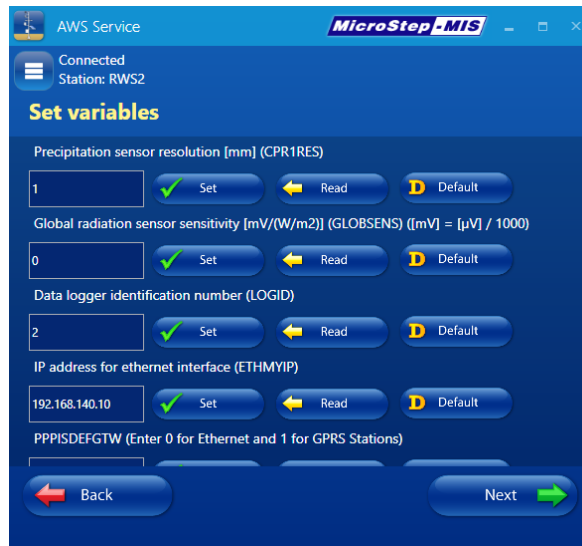 AWS Service
MicroStep-MIS
Connected
Station: RWS2
Set variables
Precipitation sensor resolution [mm] (CPR1RES)
1 Set Read D Default
Global radiation sensor sensitivity [mV/(W/m2)] (GLOBSENS) ([mV] = [µV] / 1000)
0 Set Read D Default
Data logger identification number (LOGID)
2 Set Read D Default
IP address for ethernet interface (ETHMYIP)
192.168.140.10 Set Read D Default
PPPISDEFGTW (Enter 0 for Ethernet and 1 for GPRS Stations)
Back Next